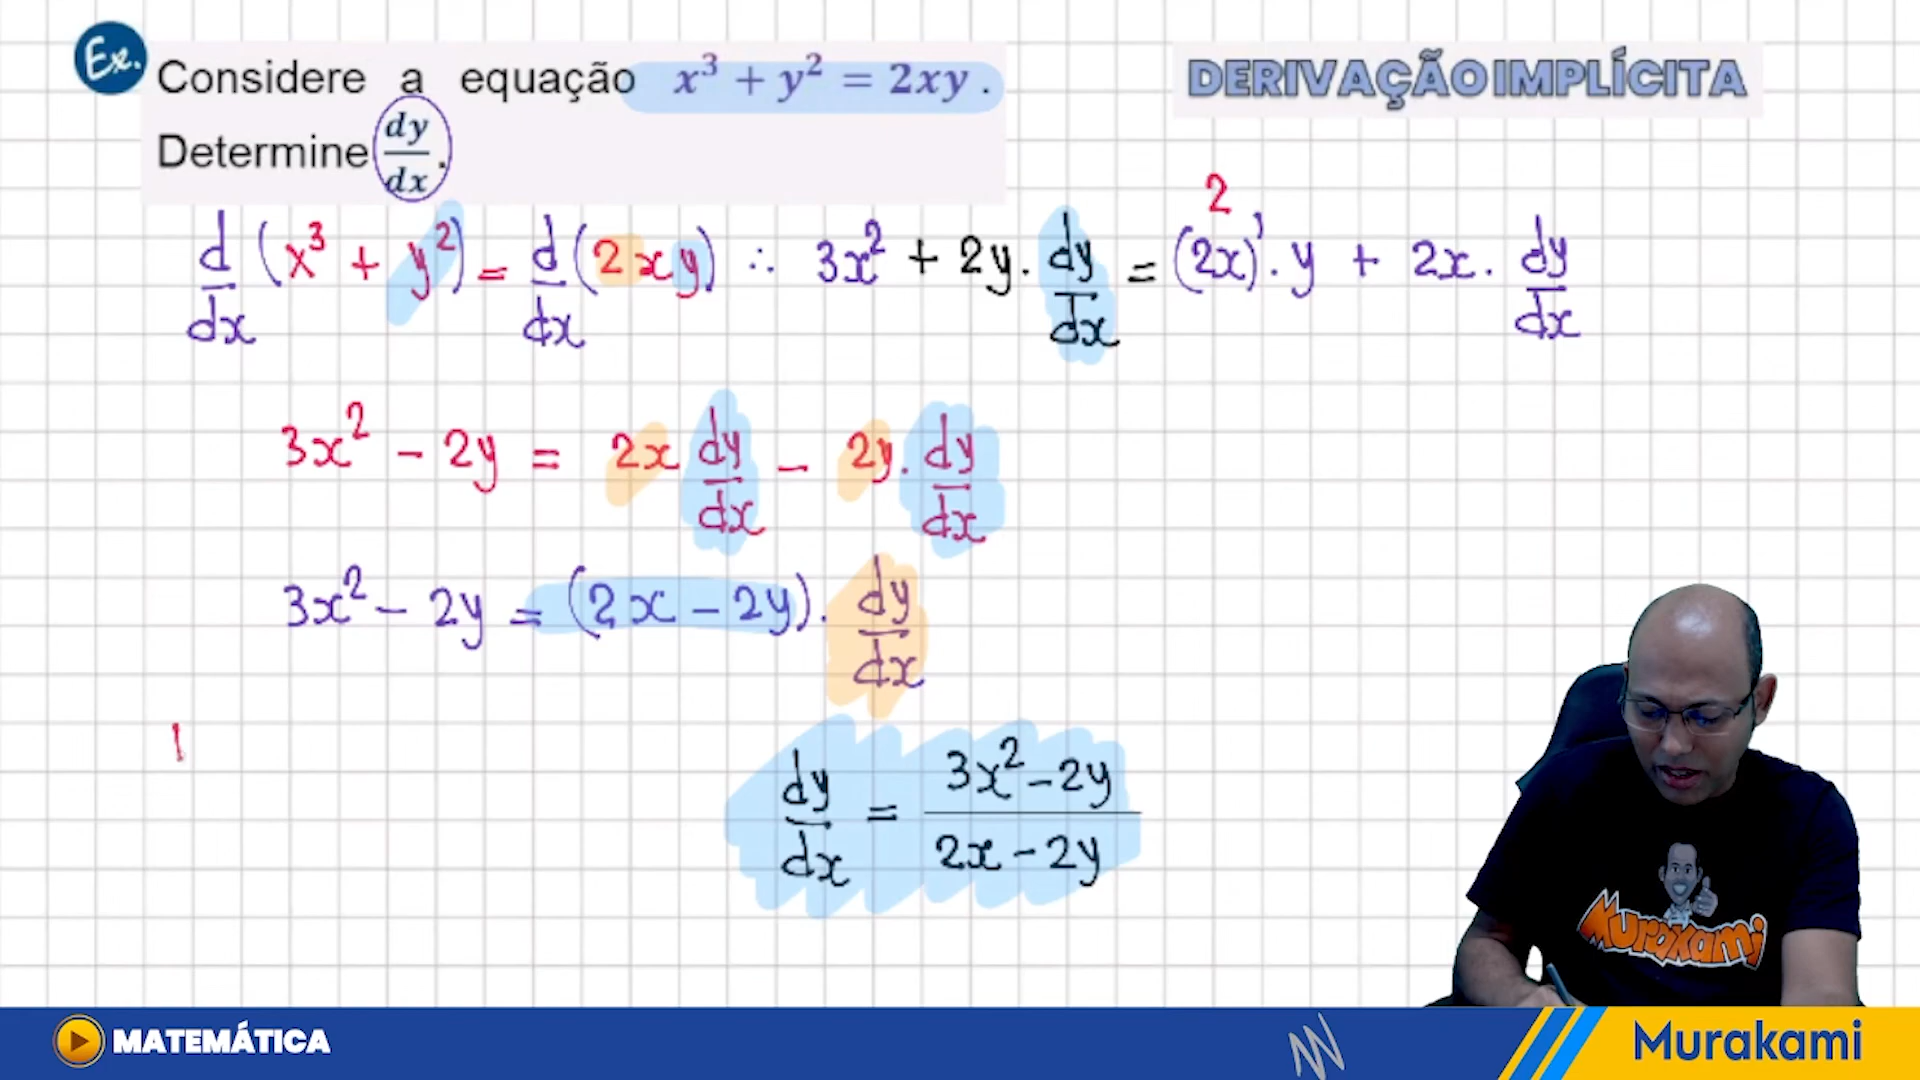 Ex.
Considere a equação x³ + y² = 2xy .
Determine dy/dx.
DERIVAÇÃO IMPLÍCITA
2
d/dx (x³ + y²) = d/dx (2xy) ∴ 3x² + 2y . dy/dx = (2x)' . y + 2x . dy/dx
3x² - 2y = 2x dy/dx - 2y . dy/dx
3x² - 2y = (2x - 2y) . dy/dx
dy/dx = (3x² - 2y)/(2x - 2y)
Murakami
MATEMÁTICA
Murakami